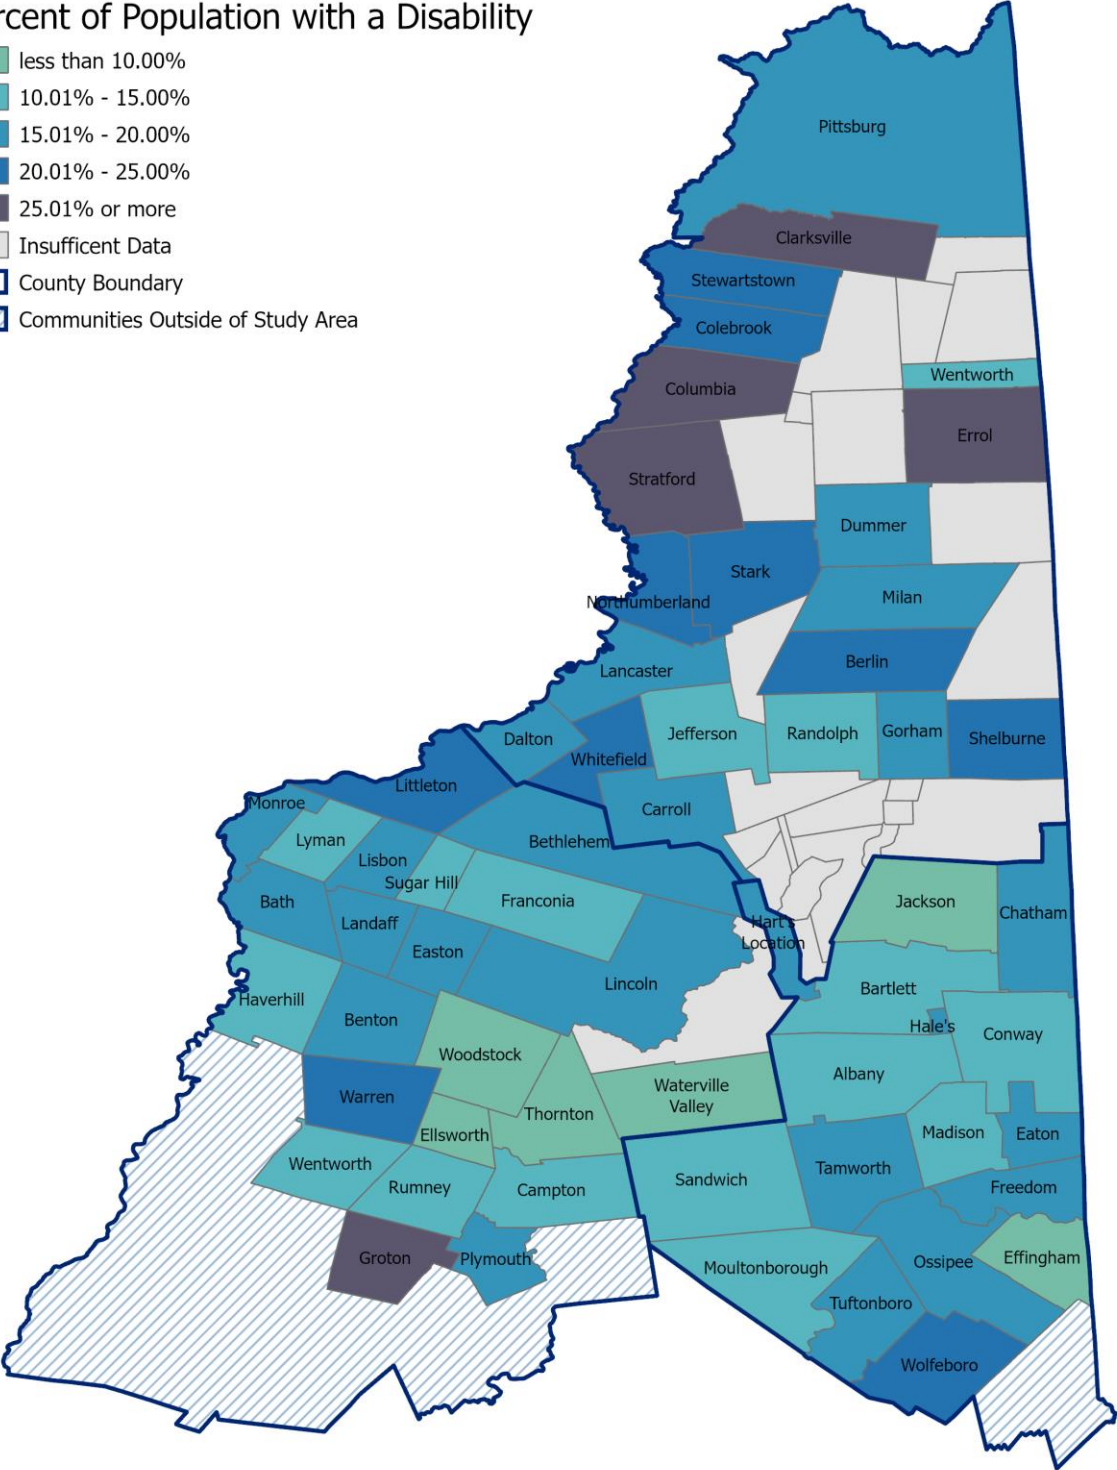 rcent of Population with a Disability
less than 10.00%
10.01% - 15.00%
15.01% - 20.00%
20.01% - 25.00%
25.01% or more
Insufficent Data
County Boundary
Communities Outside of Study Area
Pittsburg
Clarksville
Stewartstown
Colebrook
Wentworth
Columbia
Errol
Stratford
Dummer
Stark
Milan
Northumberland
Berlin
Lancaster
Jefferson
Randolph
Gorham
Shelburne
Dalton
Whitefield
Littleton
Monroe
Carroll
Lyman
Bethlehem
Lisbon
Sugar Hill
Bath
Franconia
Jackson
Chatham
Landaff
Hart's
Location
Easton
Lincoln
Bartlett
Haverhill
Benton
Hale's
Conway
Woodstock
Albany
Waterville
Valley
Warren
Thornton
Ellsworth
Madison
Eaton
Wentworth
Tamworth
Rumney
Campton
Sandwich
Freedom
Groton
Plymouth
Moultonborough
Ossipee
Effingham
Tuftonboro
Wolfeboro